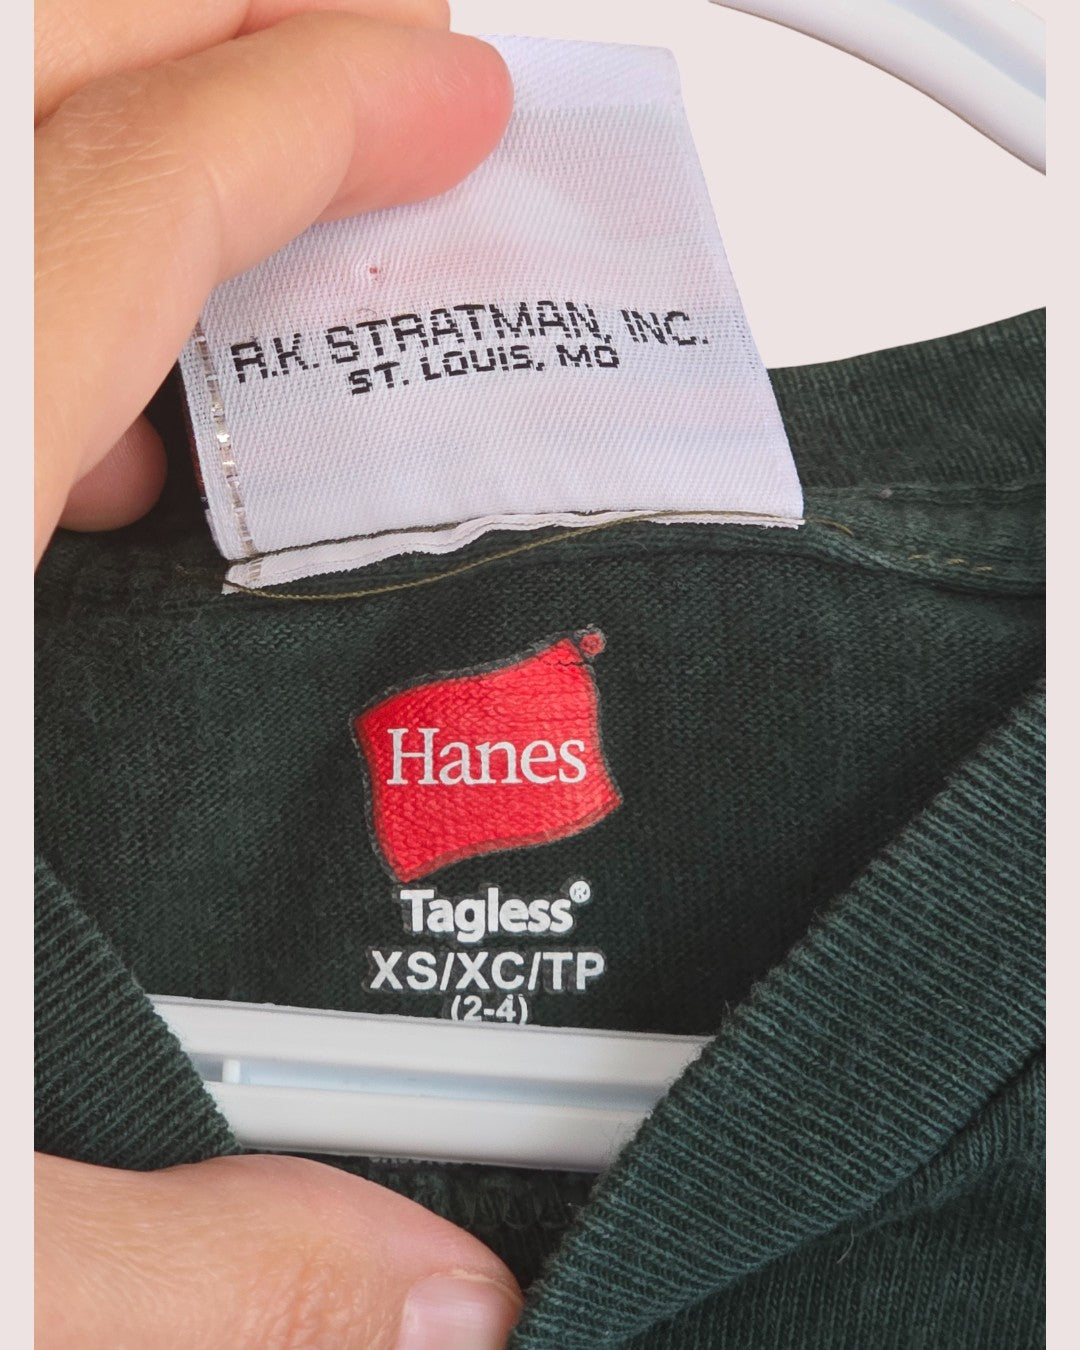 R.K. STRATMAN, INC.
ST. LOUIS, MO
Hanes
Tagless®
XS/XC/TP
(2-4)